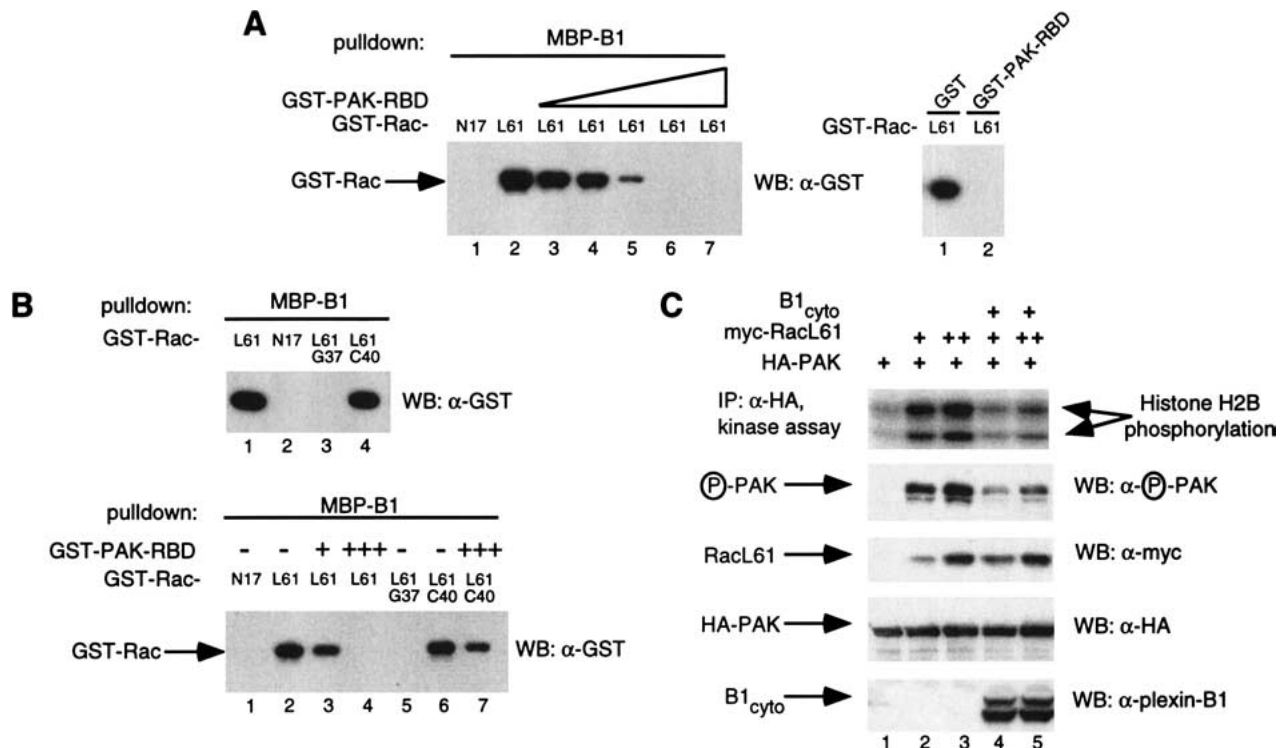 A
pulldown: MBP-B1
GST-PAK-RBD
GST-Rac- N17 L61 L61 L61 L61 L61 L61
GST-Rac WB: α-GST
1 2 3 4 5 6 7
GST GST-PAK-RBD
GST-Rac- L61 L61
1 2
B
pulldown: MBP-B1
GST-Rac- L61 N17 L61 G37 L61 C40
WB: α-GST
1 2 3 4
pulldown: MBP-B1
GST-PAK-RBD - - + +++ - - +++
GST-Rac- N17 L61 L61 L61 L61 G37 L61 C40 L61 C40
GST-Rac WB: α-GST
1 2 3 4 5 6 7
C
B1cyto + +
myc-RacL61 + ++ + ++
HA-PAK + + + + +
IP: α-HA, kinase assay
Histone H2B phosphorylation
Ⓟ-PAK WB: α-Ⓟ-PAK
RacL61 WB: α-myc
HA-PAK WB: α-HA
B1cyto WB: α-plexin-B1
1 2 3 4 5